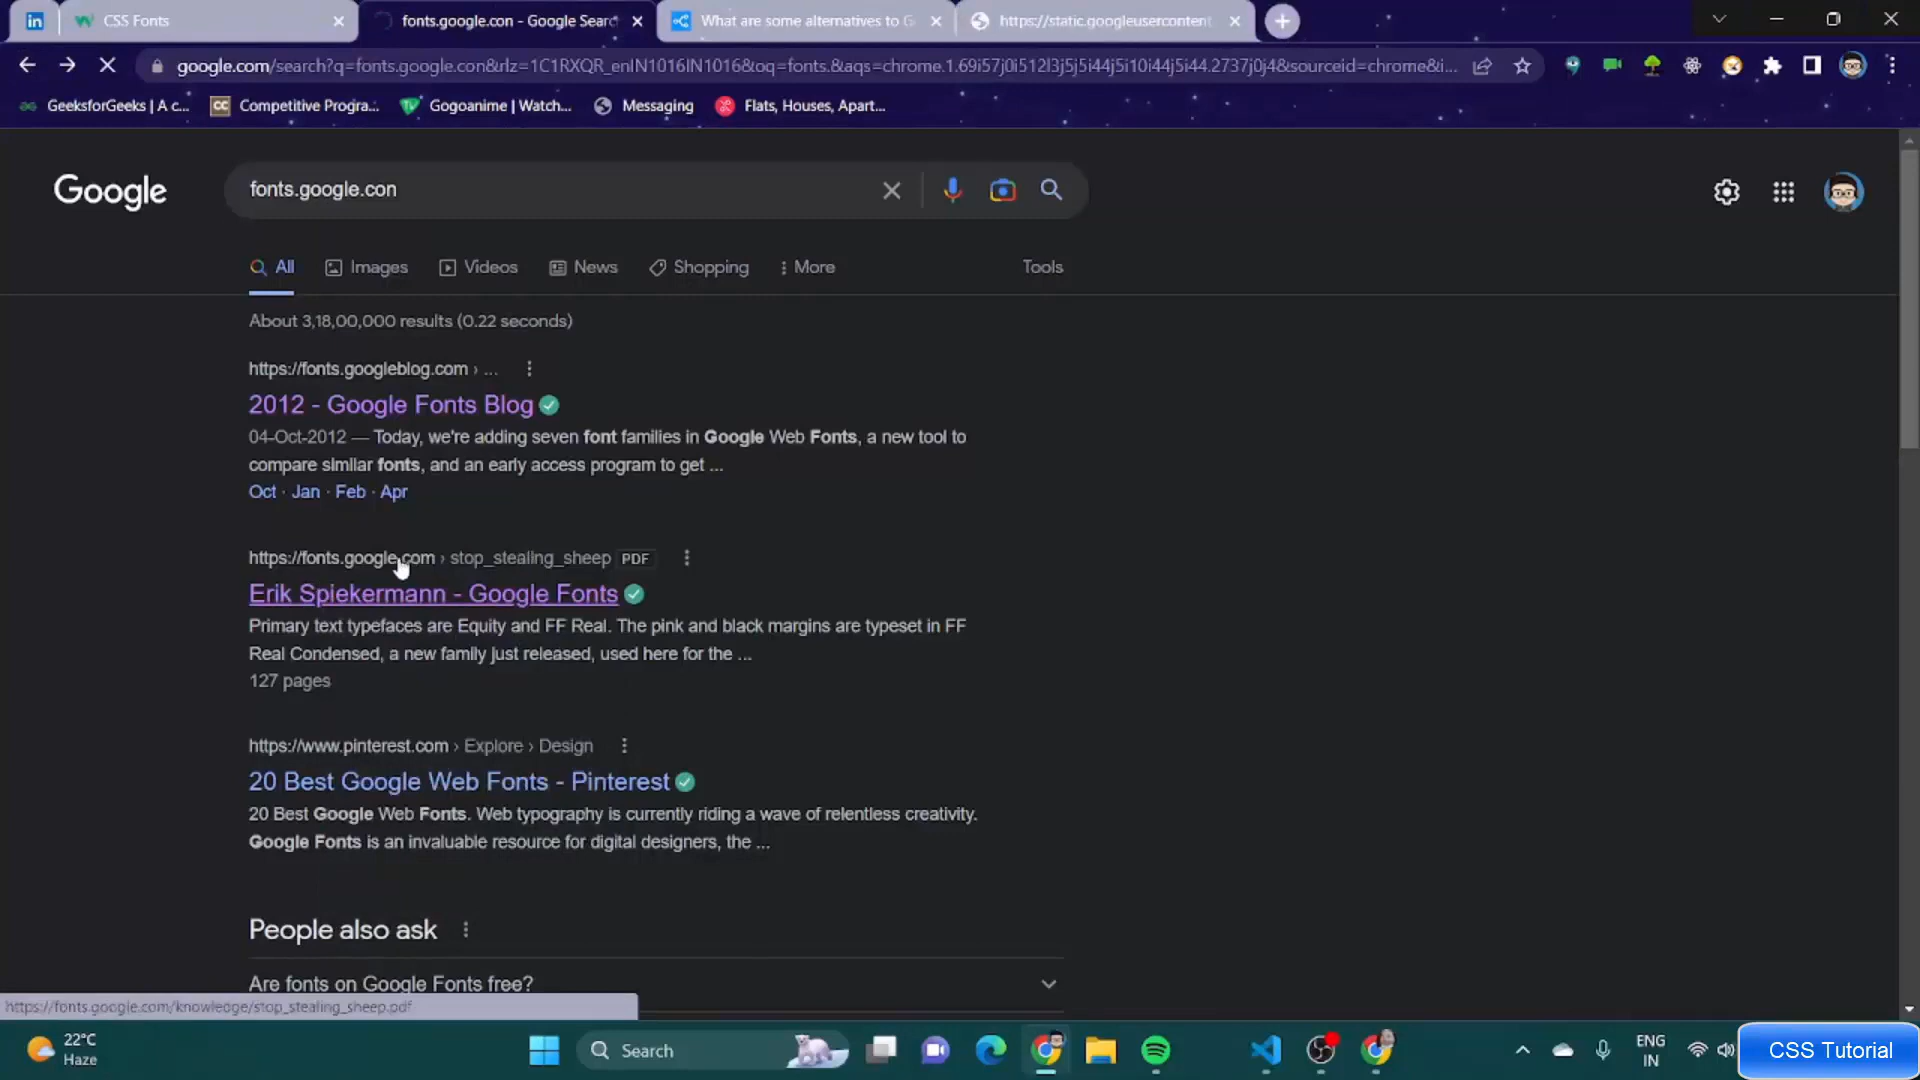 CSS Fonts
fonts.google.con - Google Searc
What are some alternatives to G
https://static.googleusercontent
google.com/search?q=fonts.google.con&rlz=1C1RXQR_enIN1016IN1016&oq=fonts.&aqs=chrome.1.69i57j0i512l3j5j5i44j5i10i44j5i44.2737j0j4&sourceid=chrome&i...
GeeksforGeeks | A c...
Competitive Progra...
Gogoanime | Watch...
Messaging
Flats, Houses, Apart...
Google
fonts.google.con
All
Images
Videos
News
Shopping
More
Tools
About 3,18,00,000 results (0.22 seconds)
https://fonts.googleblog.com › ...
2012 - Google Fonts Blog
04-Oct-2012 — Today, we're adding seven font families in Google Web Fonts, a new tool to
compare similar fonts, and an early access program to get ...
Oct · Jan · Feb · Apr
https://fonts.google.com › stop_stealing_sheep PDF
Erik Spiekermann - Google Fonts
Primary text typefaces are Equity and FF Real. The pink and black margins are typeset in FF
Real Condensed, a new family just released, used here for the ...
127 pages
https://www.pinterest.com › Explore › Design
20 Best Google Web Fonts - Pinterest
20 Best Google Web Fonts. Web typography is currently riding a wave of relentless creativity.
Google Fonts is an invaluable resource for digital designers, the ...
People also ask
Are fonts on Google Fonts free?
https://fonts.google.com/knowledge/stop_stealing_sheep.pdf
22°C
Haze
Search
ENG
IN
CSS Tutorial